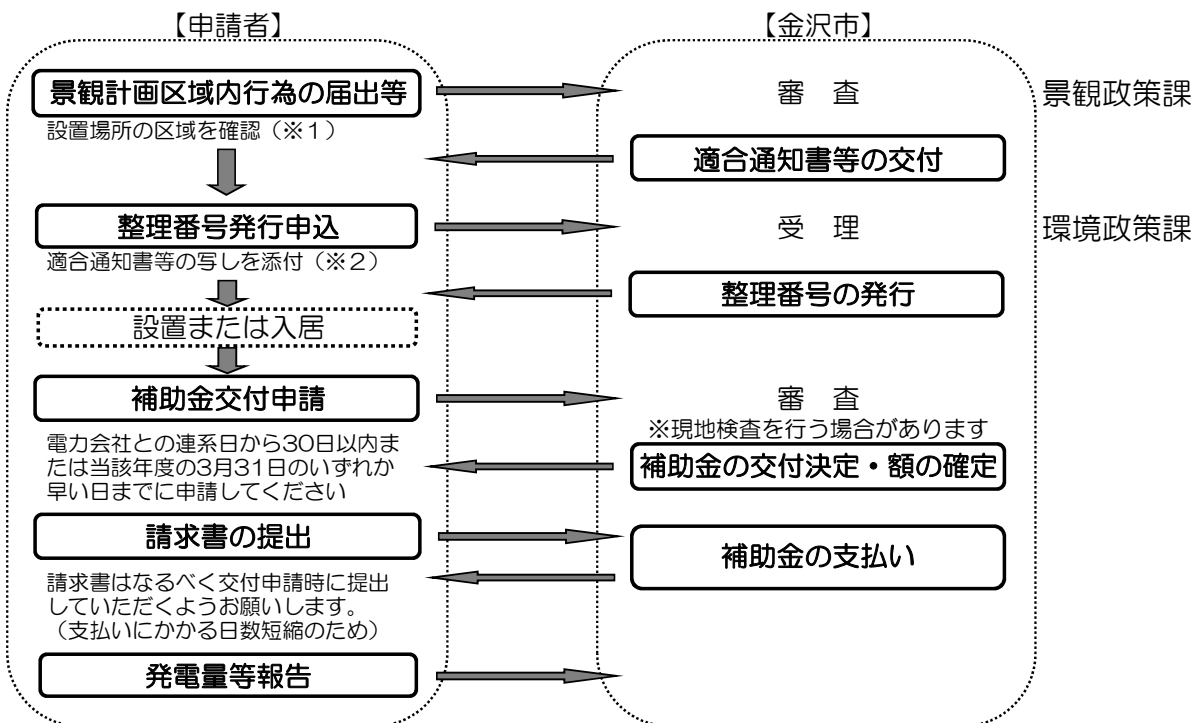 【申請者】
【金沢市】
景観計画区域内行為の届出等
審　査
景観政策課
設置場所の区域を確認（※１）
適合通知書等の交付
整理番号発行申込
受　理
環境政策課
適合通知書等の写しを添付（※２）
整理番号の発行
設置または入居
補助金交付申請
審　査
※現地検査を行う場合があります
電力会社との連系日から30日以内ま
たは当該年度の3月31日のいずれか
早い日までに申請してください
補助金の交付決定・額の確定
請求書の提出
補助金の支払い
請求書はなるべく交付申請時に提出
していただくようお願いします。
（支払いにかかる日数短縮のため）
発電量等報告